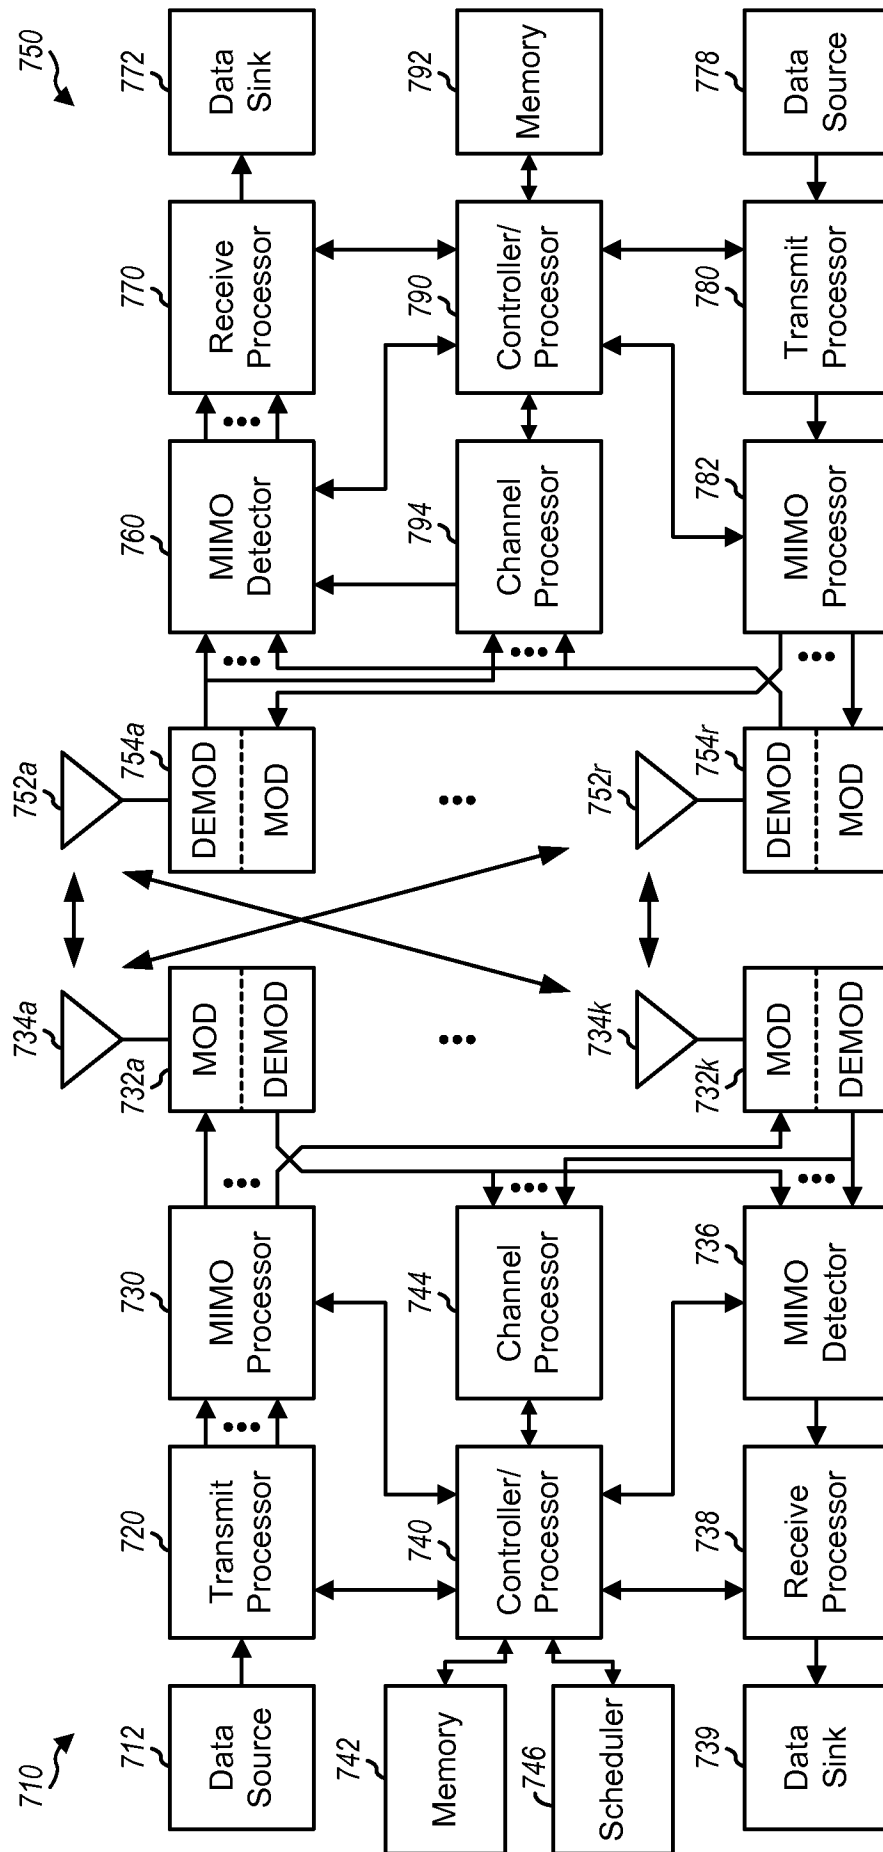 710
712
Data
Source
720
Transmit
Processor
730
MIMO
Processor
732a
MOD
DEMOD
734a
742
Memory
746
Scheduler
740
Controller/
Processor
744
Channel
Processor
739
Data
Sink
738
Receive
Processor
736
MIMO
Detector
732k
MOD
DEMOD
734k
750
752a
754a
DEMOD
MOD
760
MIMO
Detector
770
Receive
Processor
772
Data
Sink
794
Channel
Processor
790
Controller/
Processor
792
Memory
752r
754r
DEMOD
MOD
782
MIMO
Processor
780
Transmit
Processor
778
Data
Source